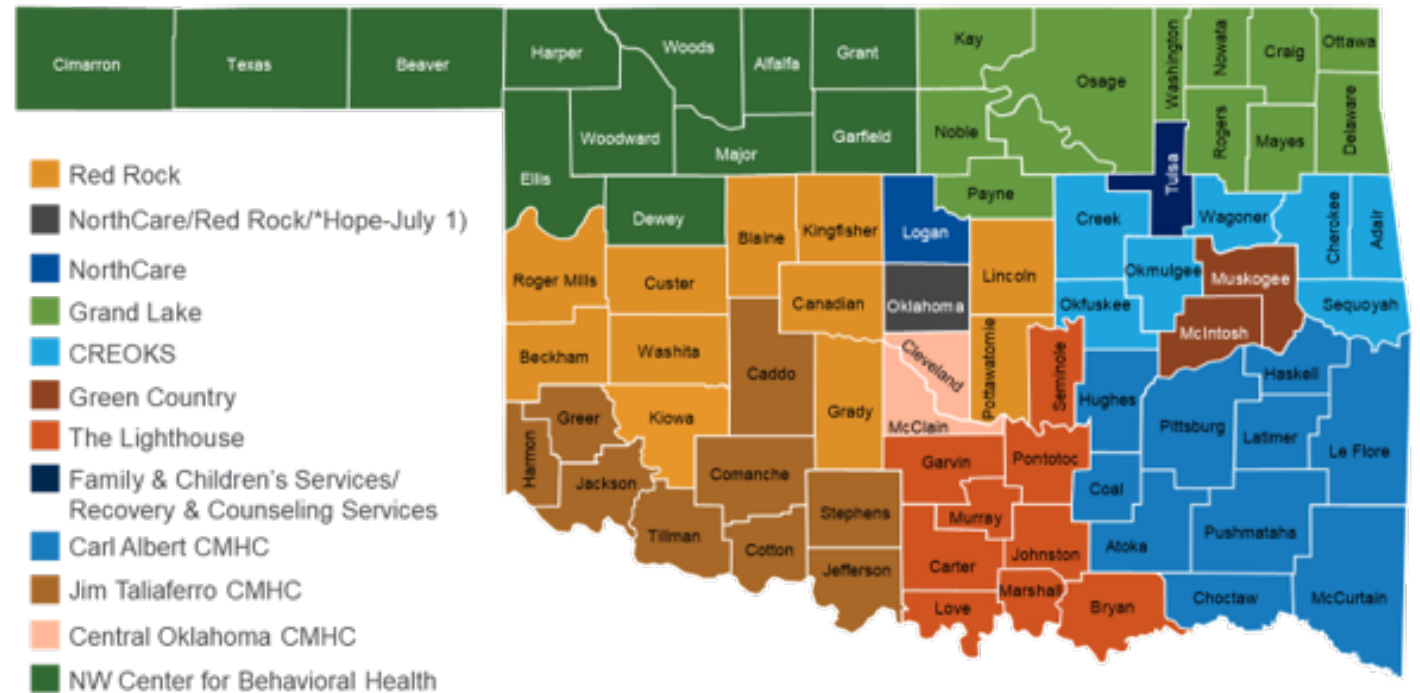 Cimarron
Texas
Beaver
Harper
Woods
Alfalfa
Grant
Kay
Osage
Washington
Nowata
Craig
Ottawa
Woodward
Major
Garfield
Noble
Rogers
Mayes
Delaware
Ellis
Dewey
Payne
Tulsa
Blaine
Kingfisher
Logan
Creek
Wagoner
Cherokee
Adair
Roger Mills
Custer
Canadian
Oklahoma
Lincoln
Okmulgee
Muskogee
Okfuskee
Sequoyah
McIntosh
Beckham
Washita
Caddo
Cleveland
Pottawatomie
Seminole
Hughes
Haskell
Pittsburg
Latimer
Le Flore
Greer
Kiowa
Grady
McClain
Harmon
Jackson
Comanche
Garvin
Pontotoc
Coal
Tillman
Cotton
Stephens
Murray
Johnston
Atoka
Pushmataha
Jefferson
Carter
Marshall
Love
Bryan
Choctaw
McCurtain
Red Rock
NorthCare/Red Rock/*Hope-July 1)
NorthCare
Grand Lake
CREOKS
Green Country
The Lighthouse
Family & Children's Services/
Recovery & Counseling Services
Carl Albert CMHC
Jim Taliaferro CMHC
Central Oklahoma CMHC
NW Center for Behavioral Health